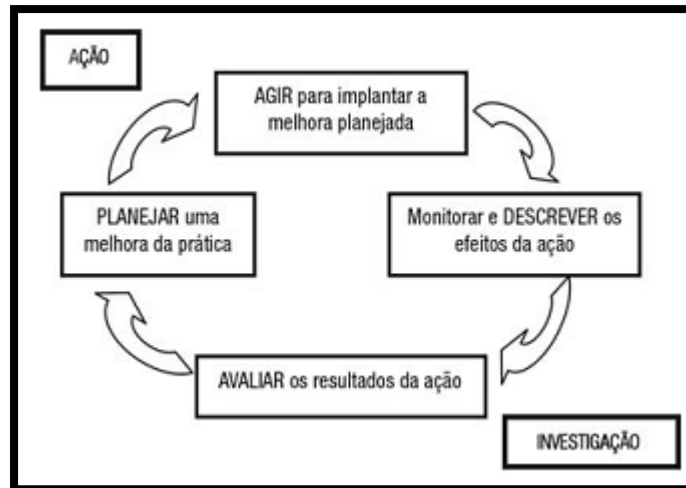 AÇÃO
AGIR para implantar a
melhora planejada
PLANEJAR uma
melhora da prática
Monitorar e DESCREVER os
efeitos da ação
AVALIAR os resultados da ação
INVESTIGAÇÃO